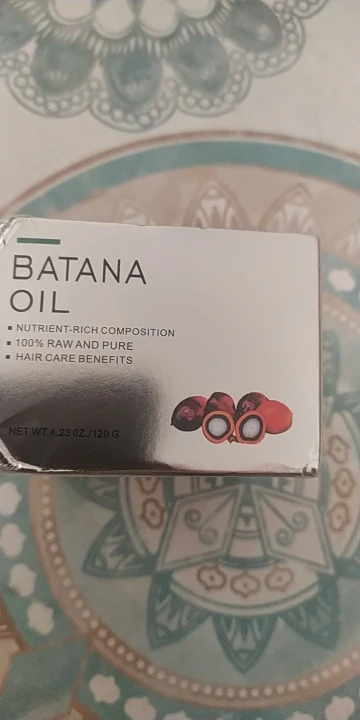 BATANA
OIL
▪ NUTRIENT-RICH COMPOSITION
▪ 100% RAW AND PURE
▪ HAIR CARE BENEFITS
NET WT.4.23 OZ./120 G